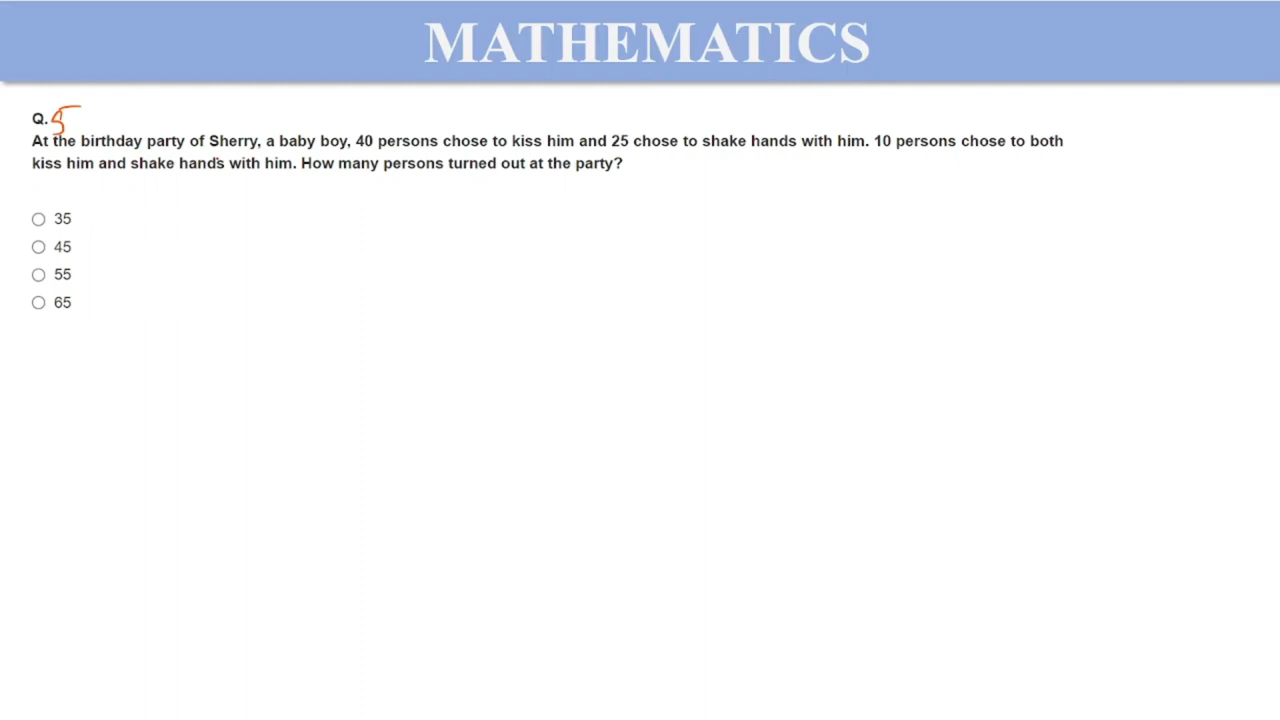 MATHEMATICS
Q. 5
At the birthday party of Sherry, a baby boy, 40 persons chose to kiss him and 25 chose to shake hands with him. 10 persons chose to both
kiss him and shake hands with him. How many persons turned out at the party?
35
45
55
65